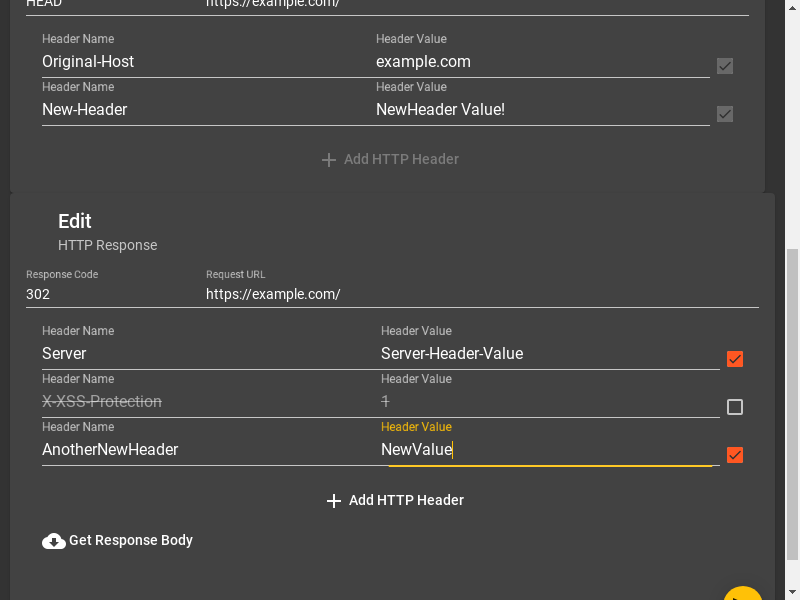 HEAD https://example.com/
Header Name Header Value
Original-Host example.com
Header Name Header Value
New-Header NewHeader Value!
Add HTTP Header
Edit
HTTP Response
Response Code Request URL
302 https://example.com/
Header Name Header Value
Server Server-Header-Value
Header Name Header Value
X-XSS-Protection 1
Header Name Header Value
AnotherNewHeader NewValue
Add HTTP Header
Get Response Body